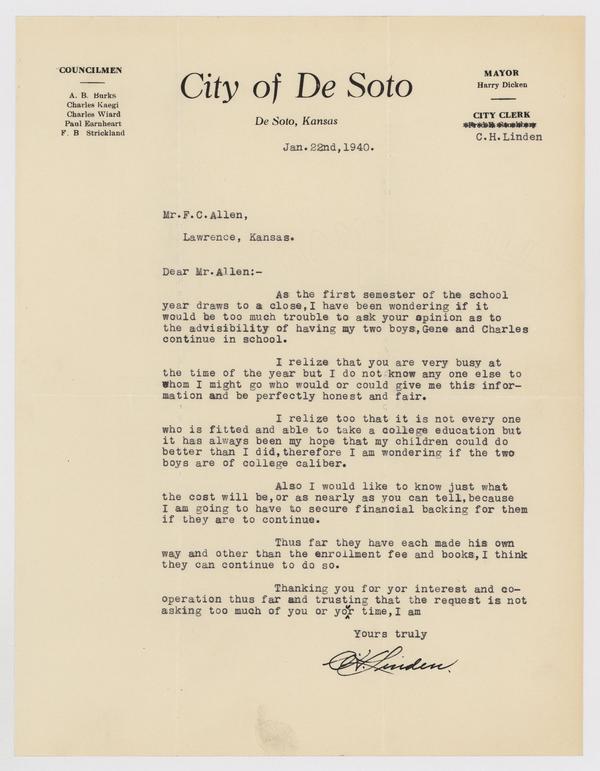 COUNCILMEN
A. B. Burks
Charles Kaegi
Charles Wiard
Paul Earnheart
F. B Strickland
City of De Soto
De Soto, Kansas
MAYOR
Harry Dicken
CITY CLERK
C.H.Linden
Jan.22nd,1940.
Mr.F.C.Allen,
Lawrence, Kansas.
Dear Mr.Allen:-
As the first semester of the school
year draws to a close,I have been wondering if it
would be too much trouble to ask your opinion as to
the advisibility of having my two boys,Gene and Charles
continue in school.
I relize that you are very busy at
the time of the year but I do not know any one else to
whom I might go who would or could give me this infor-
mation and be perfectly honest and fair.
I relize too that it is not every one
who is fitted and able to take a college education but
it has always been my hope that my children could do
better than I did,therefore I am wondering if the two
boys are of college caliber.
Also I would like to know just what
the cost will be,or as nearly as you can tell,because
I am going to have to secure financial backing for them
if they are to continue.
Thus far they have each made his own
way and other than the enrollment fee and books,I think
they can continue to do so.
Thanking you for yor interest and co-
operation thus far and trusting that the request is not
asking too much of you or your time,I am
Yours truly
C.H.Linden.